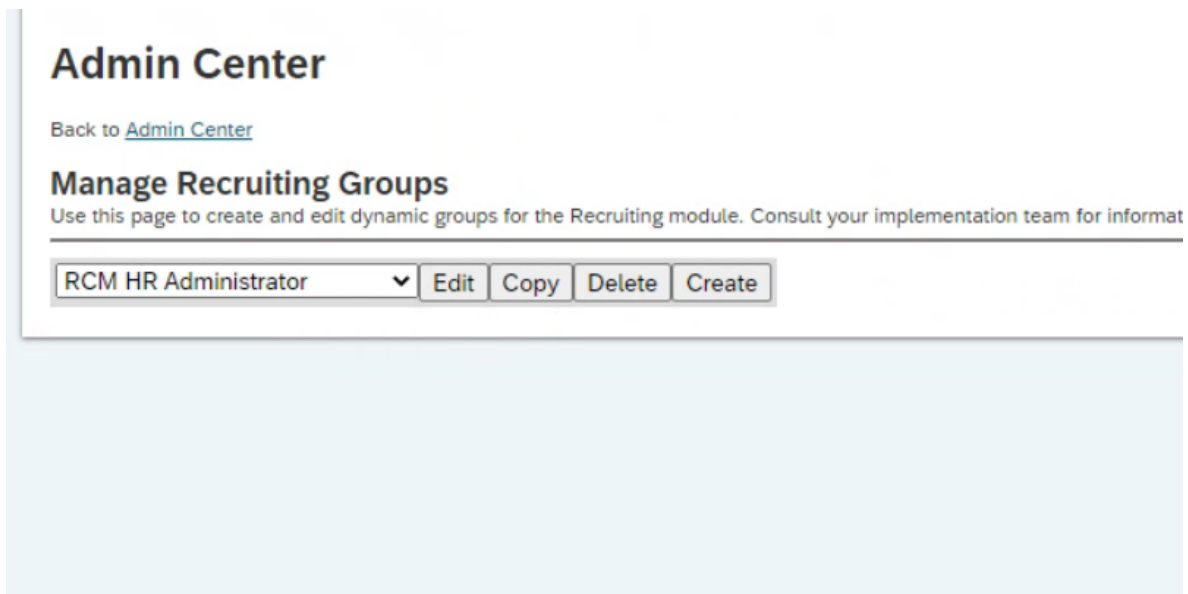 Admin Center
Back to Admin Center
Manage Recruiting Groups
Use this page to create and edit dynamic groups for the Recruiting module. Consult your implementation team for informat
RCM HR Administrator Edit Copy Delete Create